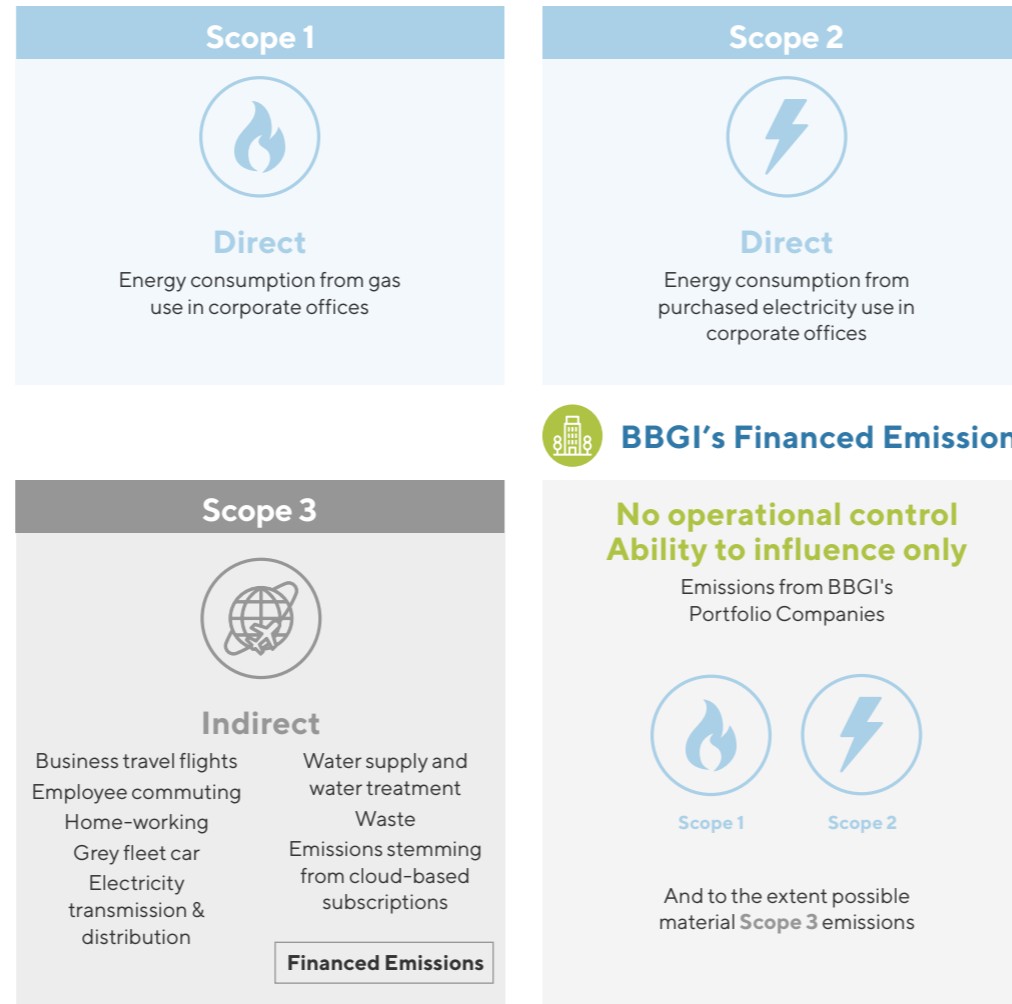 Scope 1
Direct
Energy consumption from gas
use in corporate offices
Scope 2
Direct
Energy consumption from
purchased electricity use in
corporate offices
Scope 3
Indirect
Business travel flights
Employee commuting
Home-working
Grey fleet car
Electricity
transmission &
distribution
Water supply and
water treatment
Waste
Emissions stemming
from cloud-based
subscriptions
Financed Emissions
BBGI's Financed Emission
No operational control
Ability to influence only
Emissions from BBGI's
Portfolio Companies
Scope 1
Scope 2
And to the extent possible
material Scope 3 emissions